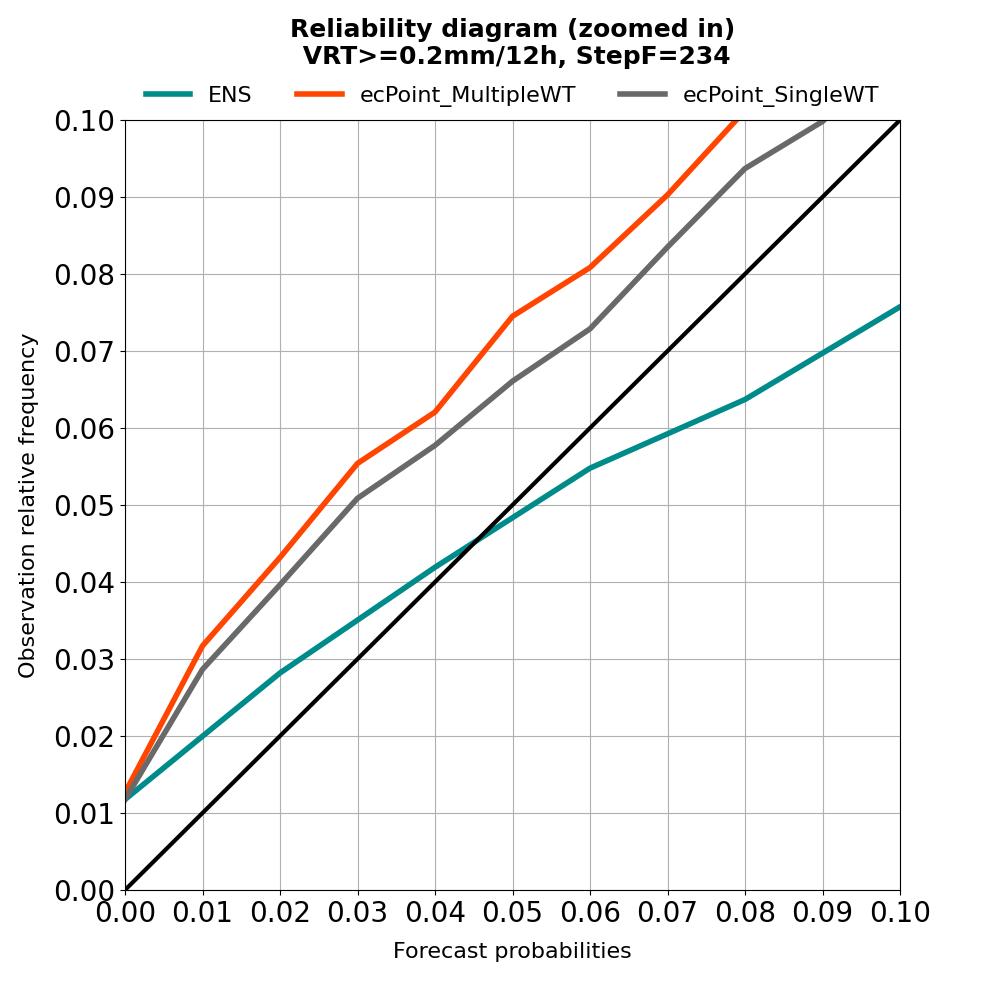 Reliability diagram (zoomed in)
VRT>=0.2mm/12h, StepF=234
ENS ecPoint_MultipleWT ecPoint_SingleWT
0.10
0.09
0.08
0.07
0.06
0.05
0.04
0.03
0.02
0.01
0.00
Observation relative frequency
0.00 0.01 0.02 0.03 0.04 0.05 0.06 0.07 0.08 0.09 0.10
Forecast probabilities